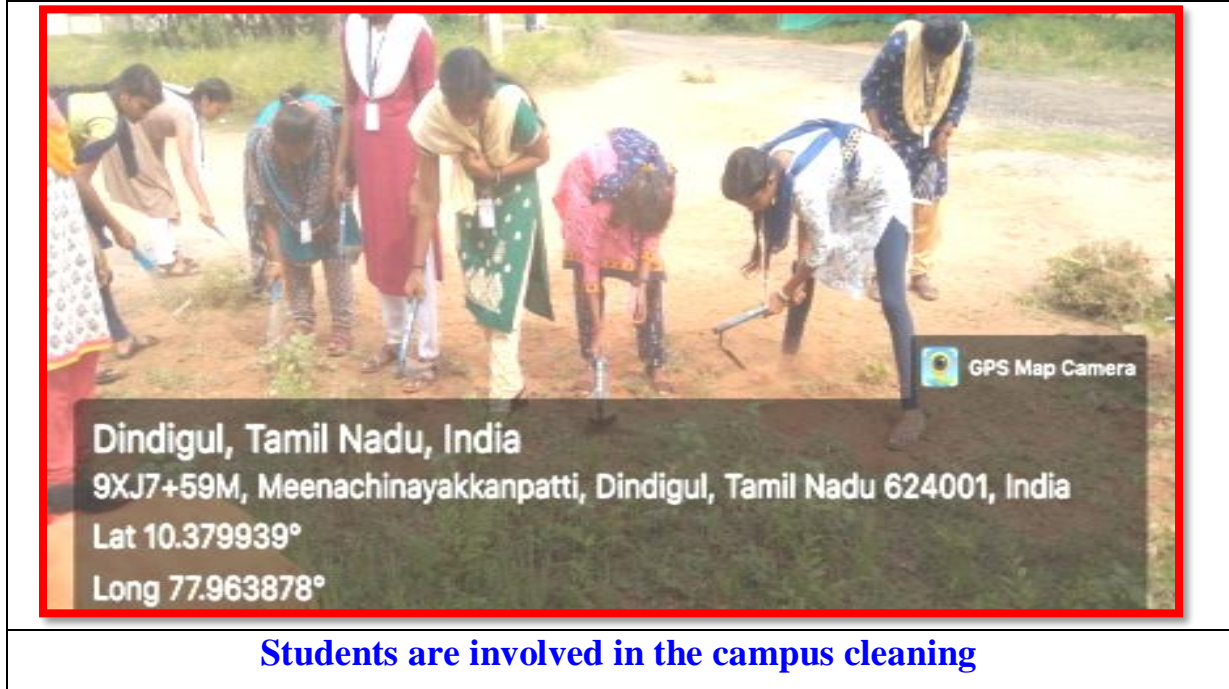 GPS Map Camera
Dindigul, Tamil Nadu, India
9XJ7+59M, Meenachinayakkanpatti, Dindigul, Tamil Nadu 624001, India
Lat 10.379939°
Long 77.963878°
Students are involved in the campus cleaning